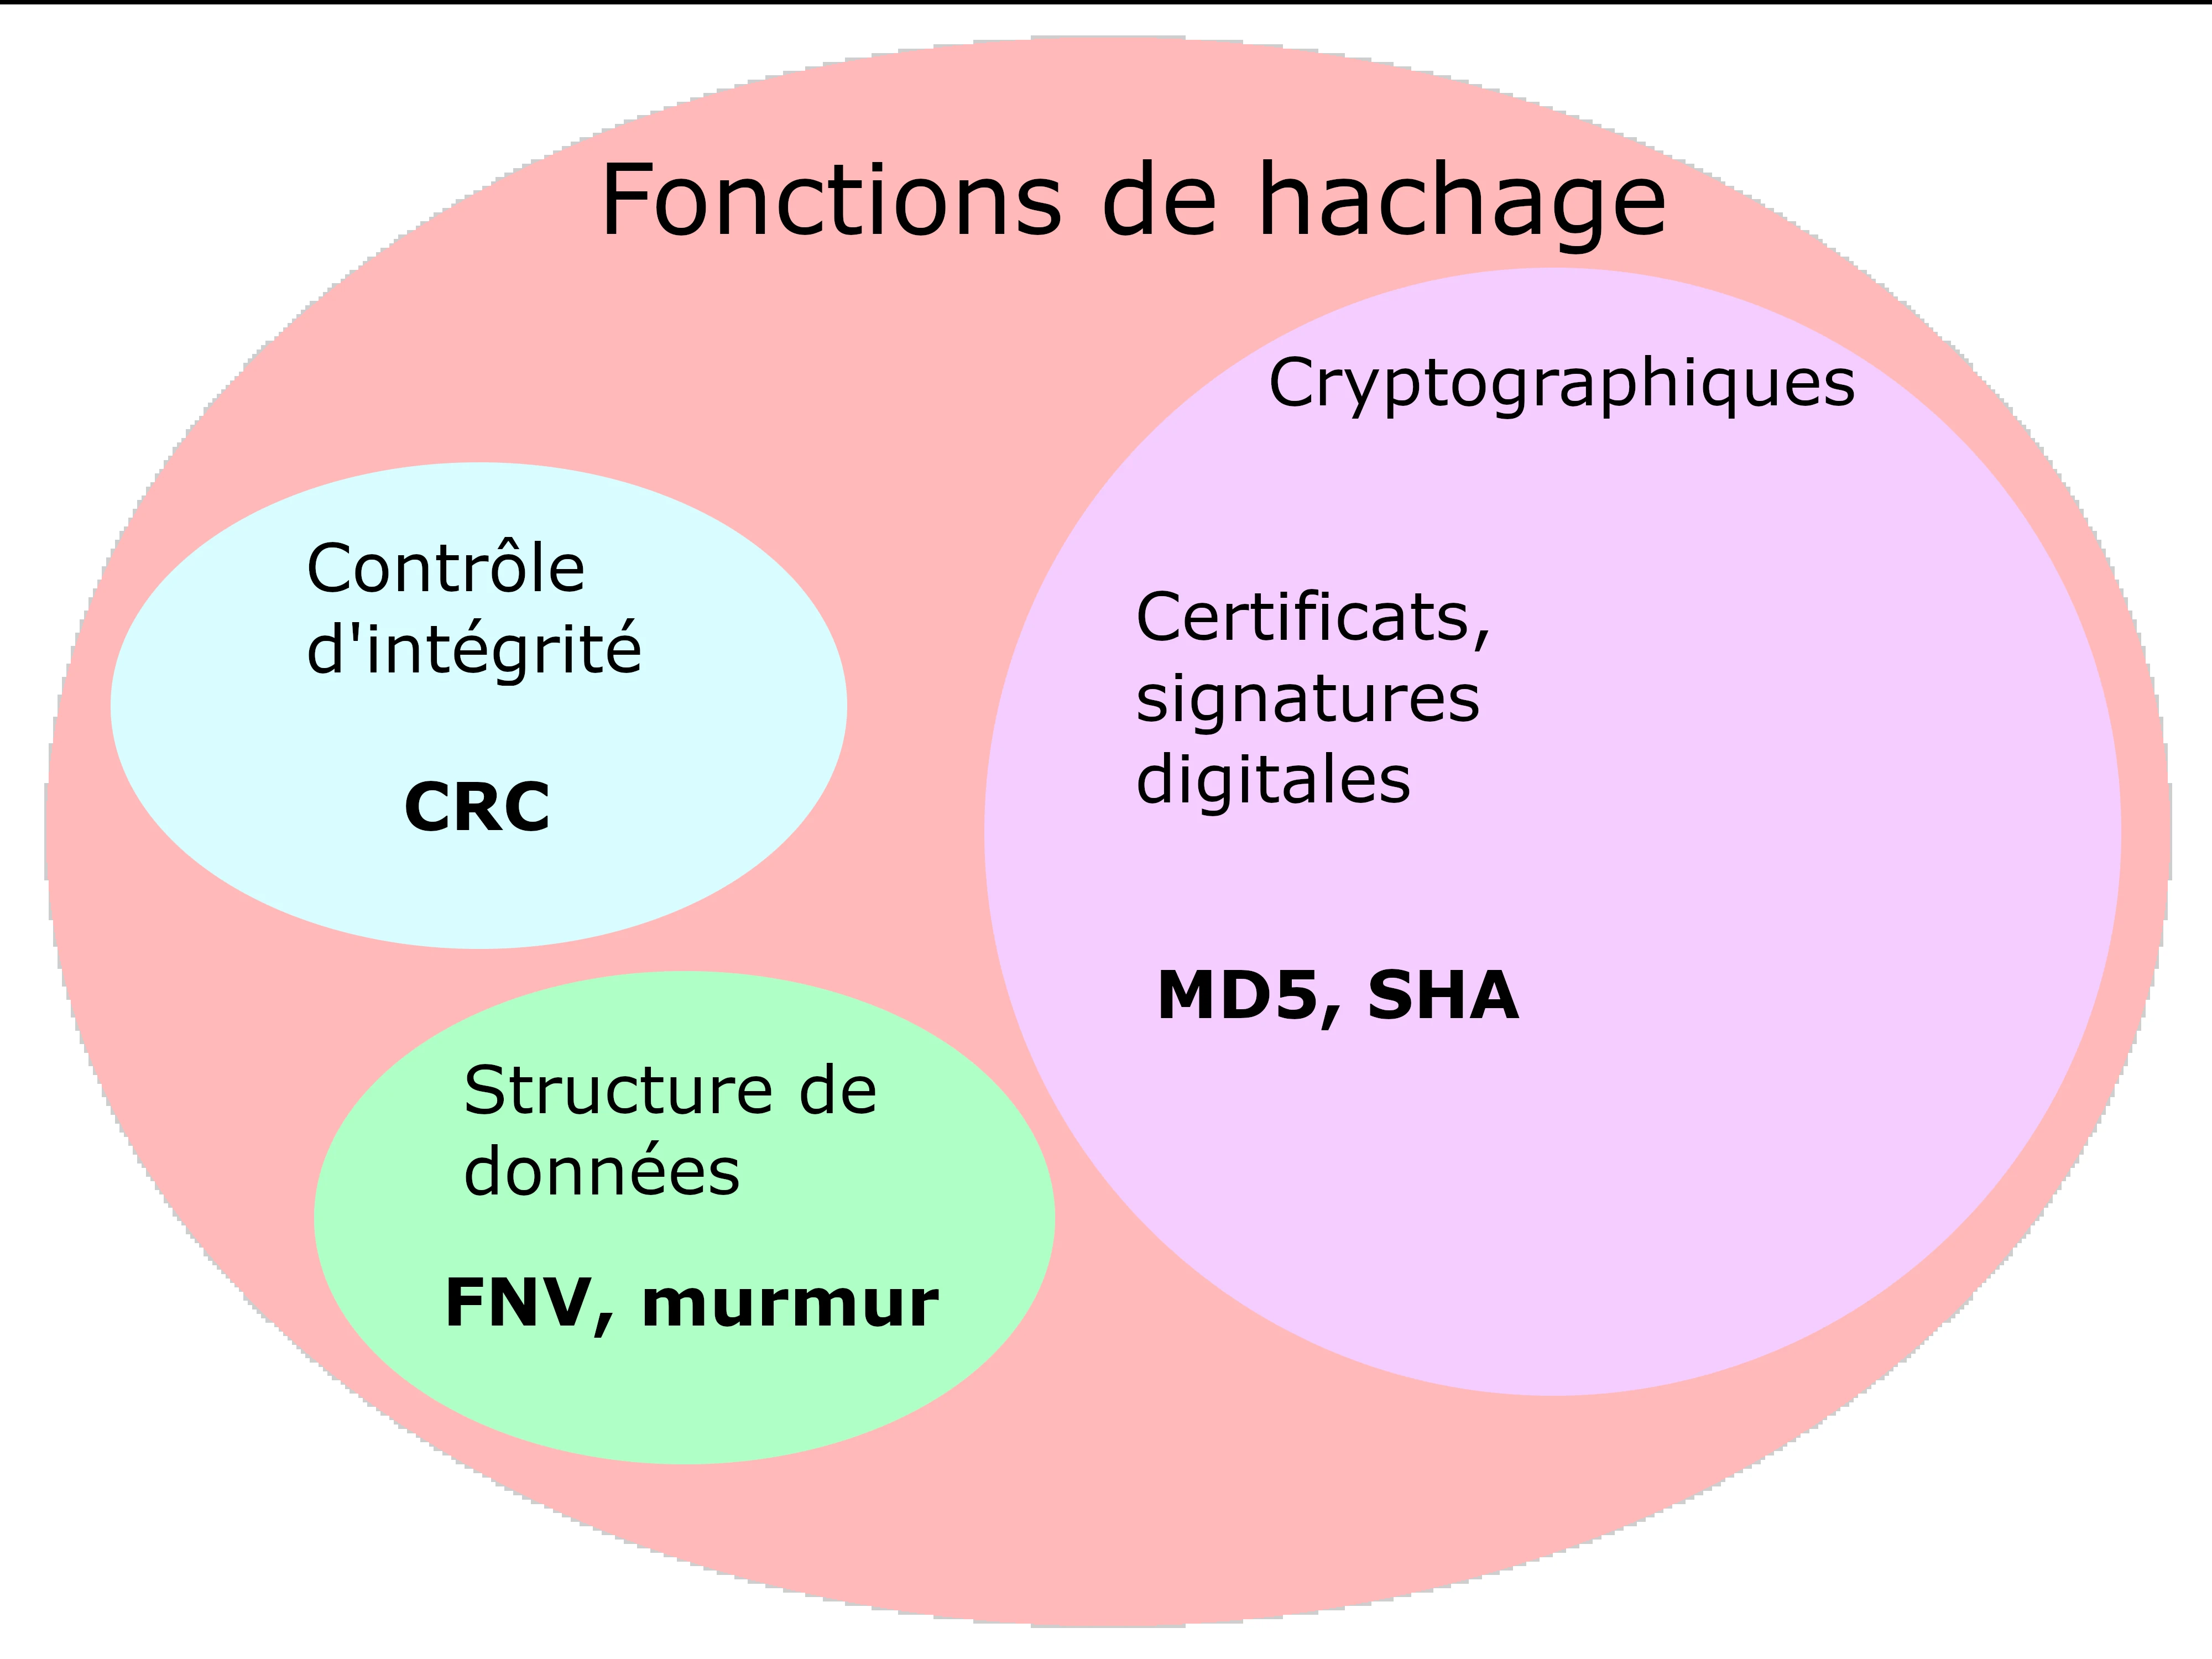 Fonctions de hachage
Cryptographiques
Contrôle
d'intégrité
CRC
Certificats,
signatures
digitales
MD5, SHA
Structure de
données
FNV, murmur